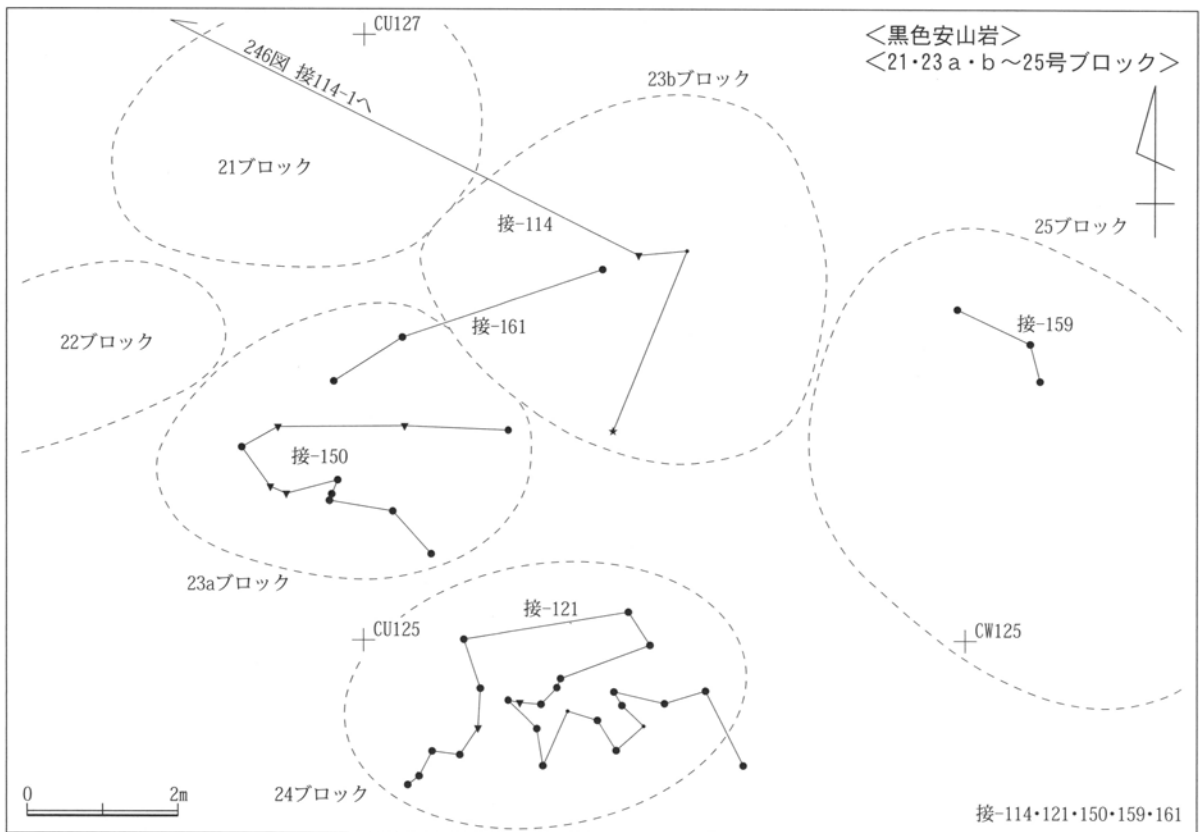 CU127
246図 接114-1へ
＜黒色安山岩＞
＜21・23a・b～25号ブロック＞
23bブロック
21ブロック
接-114
25ブロック
接-161
接-159
22ブロック
接-150
23aブロック
接-121
CU125
CW125
24ブロック
0 2m
接-114・121・150・159・161